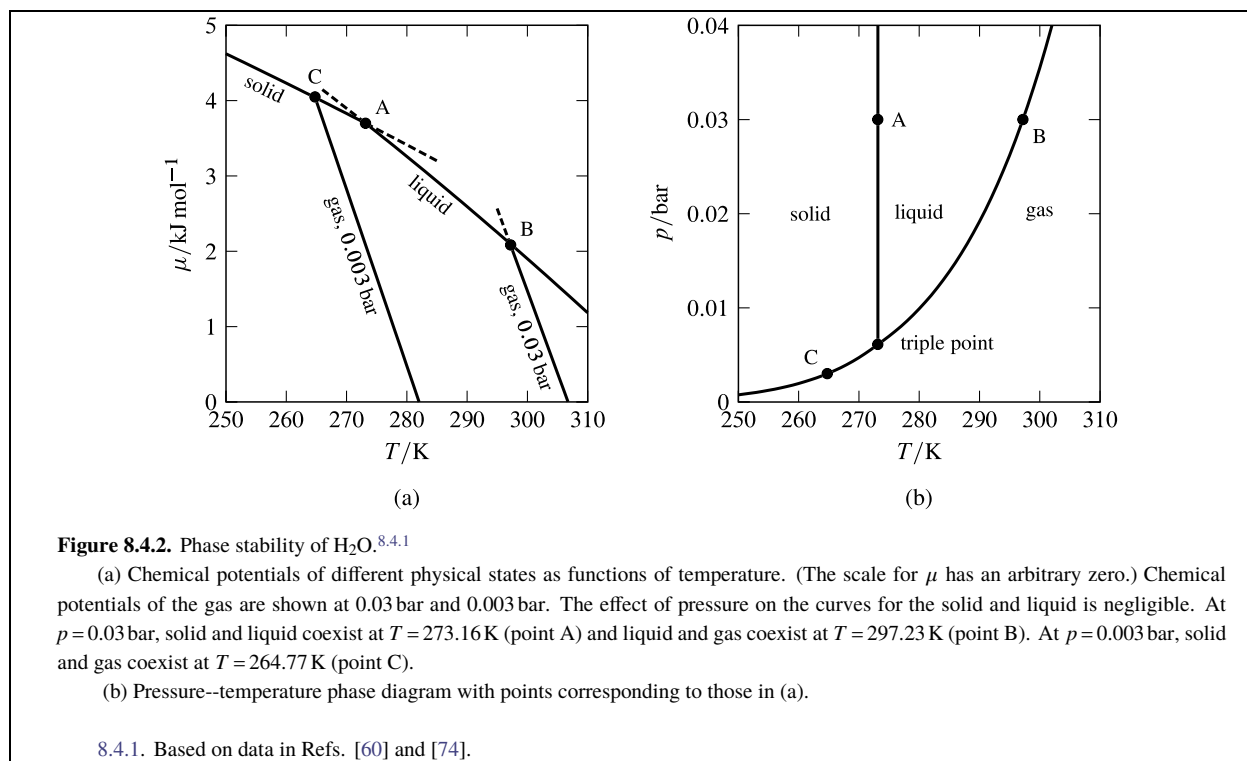 5
4
3
2
1
0
250 260 270 280 290 300 310
μ/kJ mol−1
T/K
solid
C
A
liquid
B
gas, 0.003 bar
gas, 0.03 bar
(a)
0.04
0.03
0.02
0.01
0
250 260 270 280 290 300 310
p/bar
T/K
A
B
solid
liquid
gas
C
triple point
(b)
Figure 8.4.2. Phase stability of H2O.8.4.1
(a) Chemical potentials of different physical states as functions of temperature. (The scale for μ has an arbitrary zero.) Chemical
potentials of the gas are shown at 0.03 bar and 0.003 bar. The effect of pressure on the curves for the solid and liquid is negligible. At
p = 0.03 bar, solid and liquid coexist at T = 273.16 K (point A) and liquid and gas coexist at T = 297.23 K (point B). At p = 0.003 bar, solid
and gas coexist at T = 264.77 K (point C).
(b) Pressure--temperature phase diagram with points corresponding to those in (a).
8.4.1. Based on data in Refs. [60] and [74].